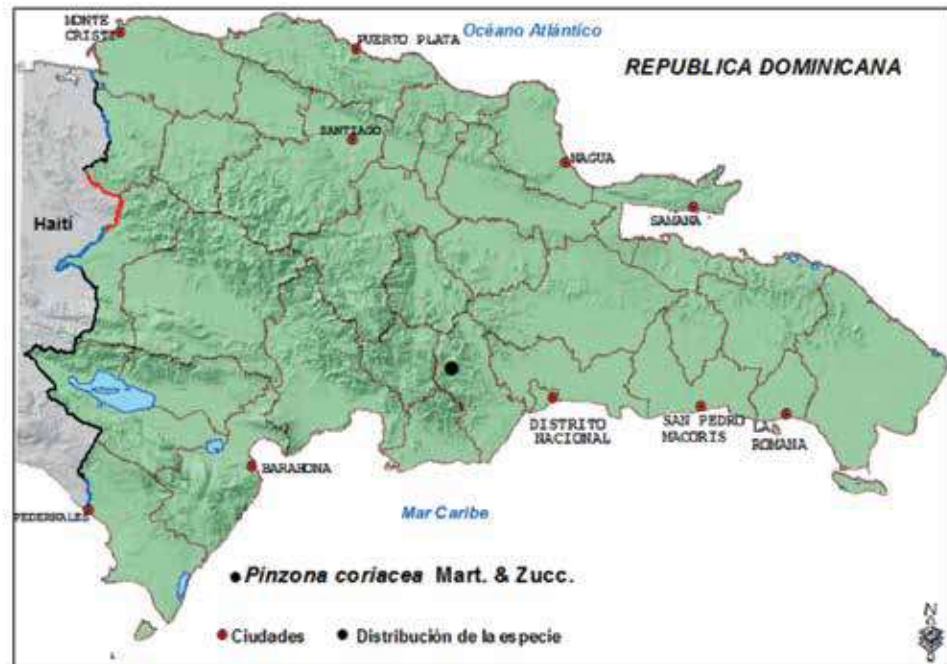 MONTE
CRISTI
PUERTO PLATA
Océano Atlántico
REPUBLICA DOMINICANA
SANTIAGO
NAGUA
SAMANA
Haití
DISTRITO
NACIONAL
SAN PEDRO
MACORIS
LA
ROMANA
BARAHONA
PEDERNALES
Mar Caribe
Pinzona coriacea Mart. & Zucc.
Ciudades
Distribución de la especie
N